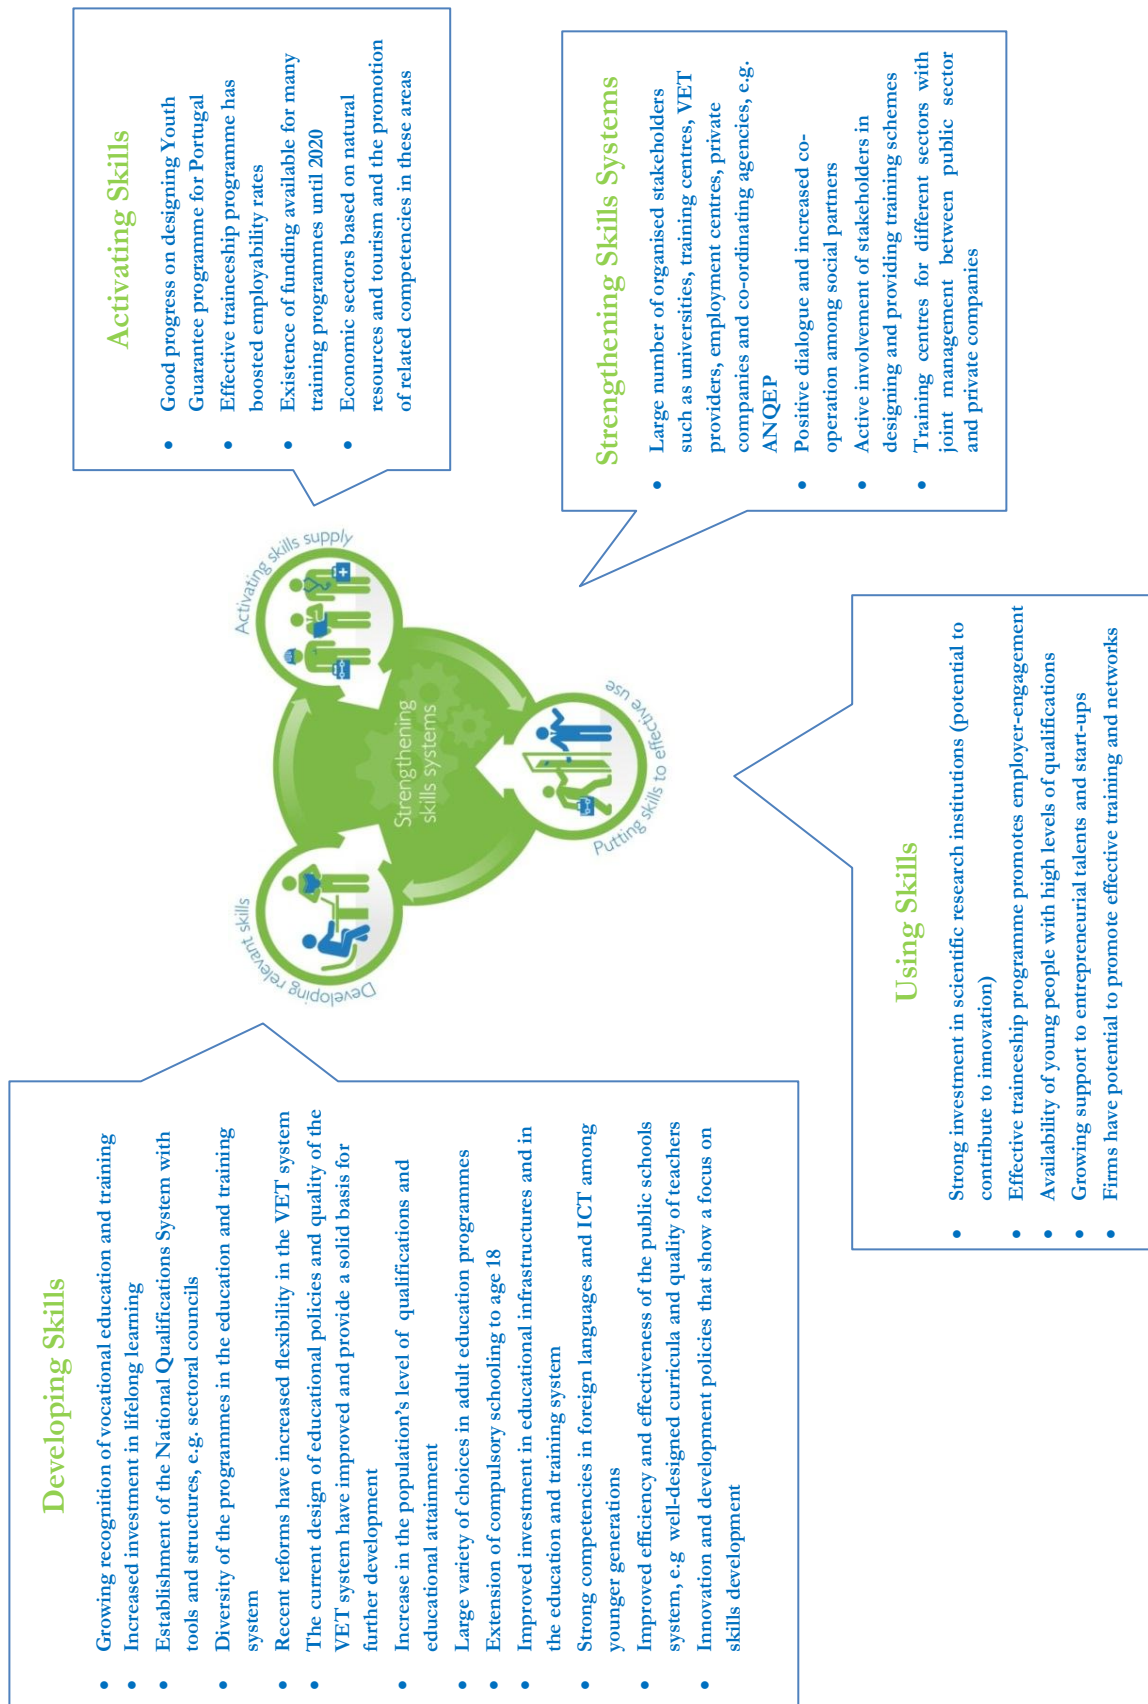 Developing Skills
• Growing recognition of vocational education and training
• Increased investment in lifelong learning
• Establishment of the National Qualifications System with
tools and structures, e.g. sectoral councils
• Diversity of the programmes in the education and training
system
• Recent reforms have increased flexibility in the VET system
• The current design of educational policies and quality of the
VET system have improved and provide a solid basis for
further development
• Increase in the population's level of qualifications and
educational attainment
• Large variety of choices in adult education programmes
• Extension of compulsory schooling to age 18
• Improved investment in educational infrastructures and in
the education and training system
• Strong competencies in foreign languages and ICT among
younger generations
• Improved efficiency and effectiveness of the public schools
system, e.g well-designed curricula and quality of teachers
• Innovation and development policies that show a focus on
skills development
Developing relevant skills
Activating skills supply
Strengthening
skills systems
Putting skills to effective use
Activating Skills
• Good progress on designing Youth
Guarantee programme for Portugal
• Effective traineeship programme has
boosted employability rates
• Existence of funding available for many
training programmes until 2020
• Economic sectors based on natural
resources and tourism and the promotion
of related competencies in these areas
Using Skills
• Strong investment in scientific research institutions (potential to
contribute to innovation)
• Effective traineeship programme promotes employer-engagement
• Availability of young people with high levels of qualifications
• Growing support to entrepreneurial talents and start-ups
• Firms have potential to promote effective training and networks
Strengthening Skills Systems
• Large number of organised stakeholders
such as universities, training centres, VET
providers, employment centres, private
companies and co-ordinating agencies, e.g.
ANQEP
• Positive dialogue and increased co-
operation among social partners
• Active involvement of stakeholders in
designing and providing training schemes
• Training centres for different sectors with
joint management between public sector
and private companies